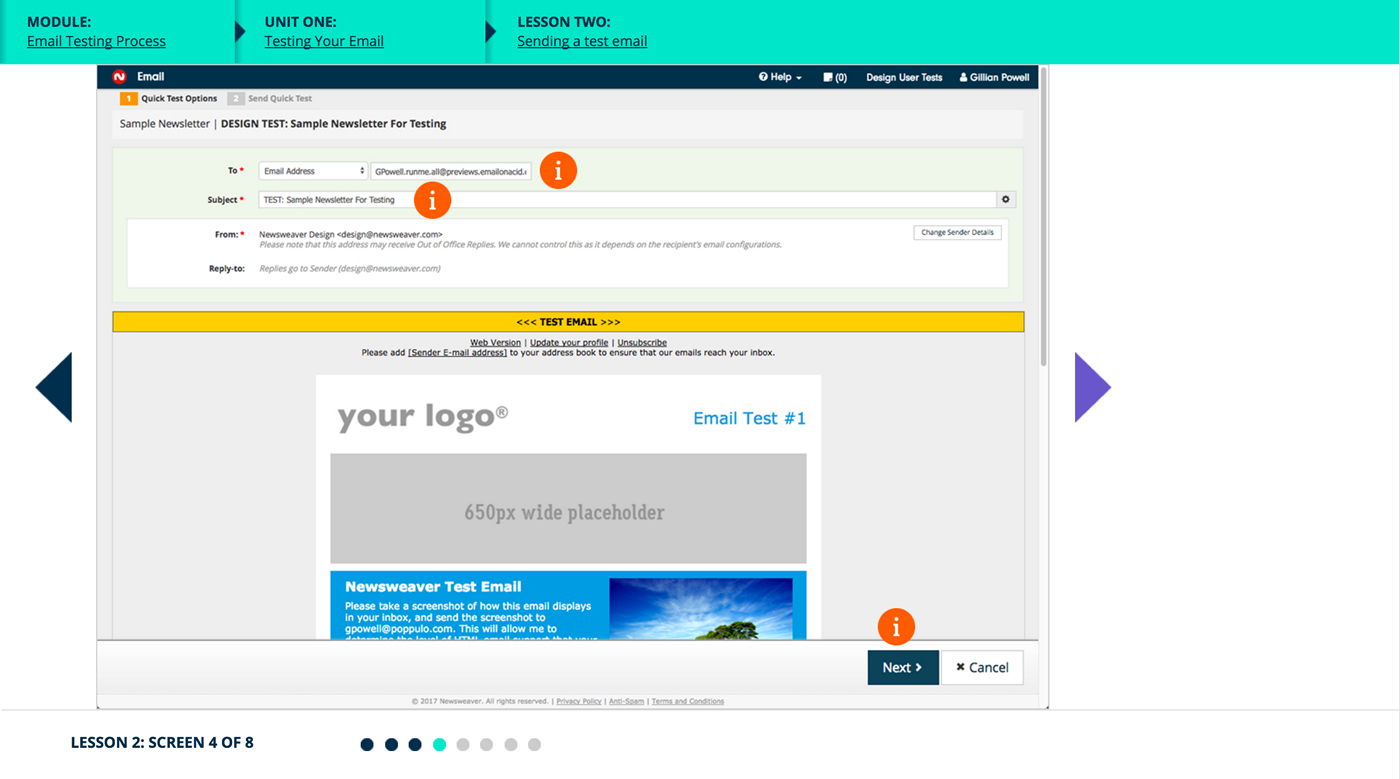 MODULE:
Email Testing Process
UNIT ONE:
Testing Your Email
LESSON TWO:
Sending a test email
Email
Help
(0)
Design User Tests
Gillian Powell
1 Quick Test Options
2 Send Quick Test
Sample Newsletter | DESIGN TEST: Sample Newsletter For Testing
To * Email Address GPowell.runme.all@previews.emailonacid.c
i
Subject * TEST: Sample Newsletter For Testing
i
From: * Newsweaver Design <design@newsweaver.com>
Change Sender Details
Please note that this address may receive Out of Office Replies. We cannot control this as it depends on the recipient's email configurations.
Reply-to: Replies go to Sender (design@newsweaver.com)
<<< TEST EMAIL >>>
Web Version | Update your profile | Unsubscribe
Please add [Sender E-mail address] to your address book to ensure that our emails reach your inbox.
your logo®
Email Test #1
650px wide placeholder
Newsweaver Test Email
Please take a screenshot of how this email displays
in your inbox, and send the screenshot to
gpowell@poppulo.com. This will allow me to
determine the level of HTML email support that your
i
Next
Cancel
© 2017 Newsweaver. All rights reserved. | Privacy Policy | Anti-Spam | Terms and Conditions
LESSON 2: SCREEN 4 OF 8